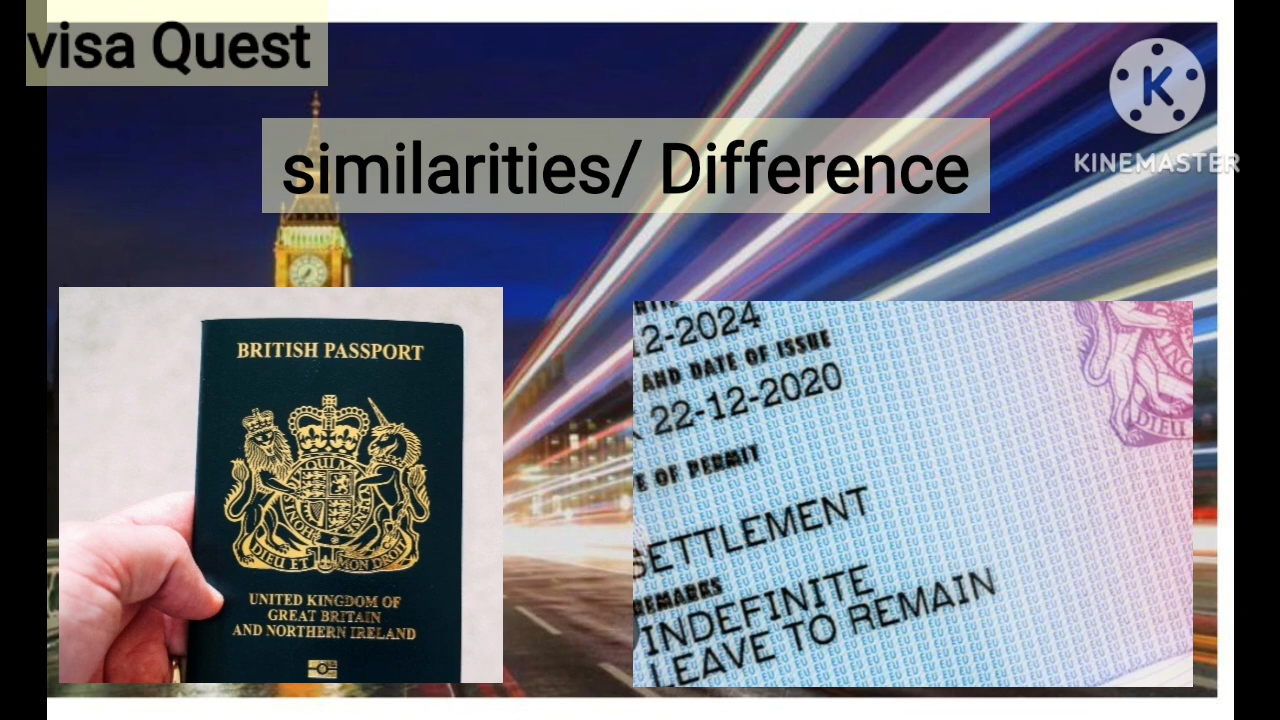 visa Quest
similarities/ Difference
K
KINEMASTER
BRITISH PASSPORT
DIEU ET MON DROIT
UNITED KINGDOM OF
GREAT BRITAIN
AND NORTHERN IRELAND
2-2024
AND DATE OF ISSUE
22-12-2020
E OF PERMIT
SETTLEMENT
REMARKS
INDEFINITE
LEAVE TO REMAIN